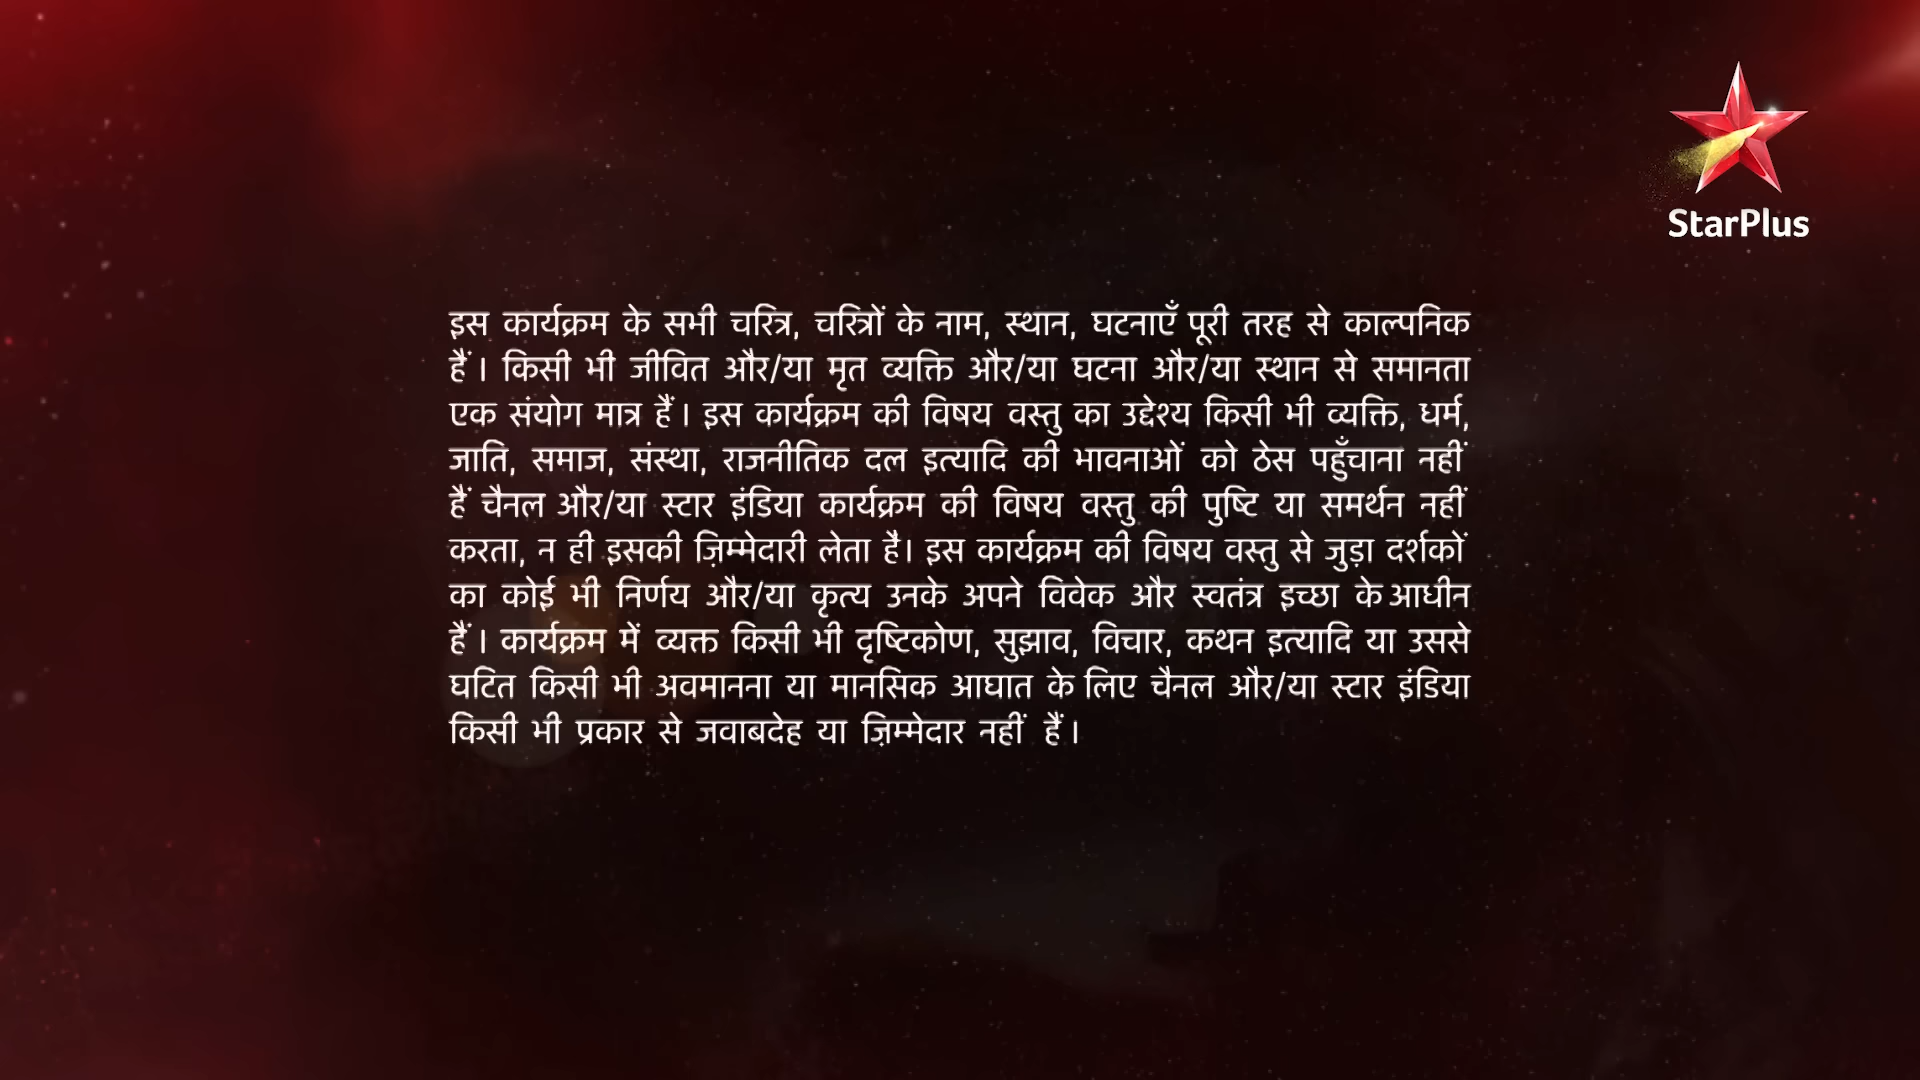 StarPlus
इस कार्यक्रम के सभी चरित्र, चरित्रों के नाम, स्थान, घटनाएँ पूरी तरह से काल्पनिक
हैं। किसी भी जीवित और/या मृत व्यक्ति और/या घटना और/या स्थान से समानता
एक संयोग मात्र हैं। इस कार्यक्रम की विषय वस्तु का उद्देश्य किसी भी व्यक्ति, धर्म,
जाति, समाज, संस्था, राजनीतिक दल इत्यादि की भावनाओं को ठेस पहुँचाना नहीं
हैं चैनल और/या स्टार इंडिया कार्यक्रम की विषय वस्तु की पुष्टि या समर्थन नहीं
करता, न ही इसकी ज़िम्मेदारी लेता है। इस कार्यक्रम की विषय वस्तु से जुड़ा दर्शकों
का कोई भी निर्णय और/या कृत्य उनके अपने विवेक और स्वतंत्र इच्छा के आधीन
हैं। कार्यक्रम में व्यक्त किसी भी दृष्टिकोण, सुझाव, विचार, कथन इत्यादि या उससे
घटित किसी भी अवमानना या मानसिक आघात के लिए चैनल और/या स्टार इंडिया
किसी भी प्रकार से जवाबदेह या ज़िम्मेदार नहीं हैं।